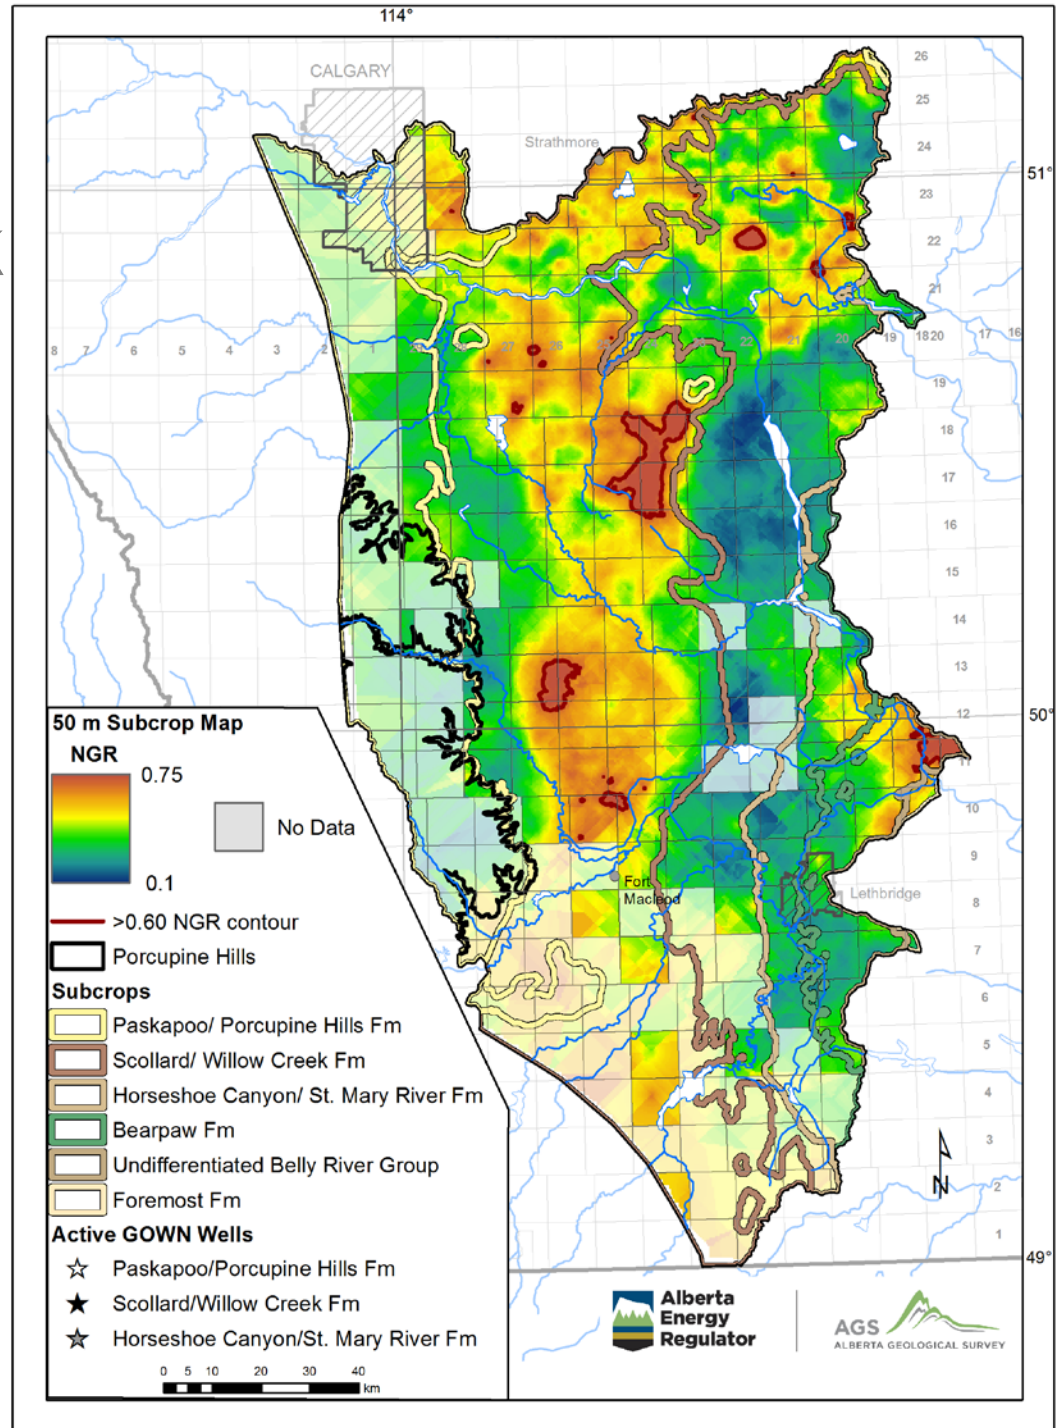 114°
CALGARY
26
25
Strathmore
24
51°
23
22
21
8 7 6 5 4 3 2 1 27 26 25 22 21 20 19 18 20 17 16
19
18
17
16
15
14
13
12
50°
11
10
9
Fort
Macleod
Lethbridge
8
7
6
5
4
3
N
2
1
49°
50 m Subcrop Map
NGR
0.75
0.1
No Data
>0.60 NGR contour
Porcupine Hills
Subcrops
Paskapoo/ Porcupine Hills Fm
Scollard/ Willow Creek Fm
Horseshoe Canyon/ St. Mary River Fm
Bearpaw Fm
Undifferentiated Belly River Group
Foremost Fm
Active GOWN Wells
Paskapoo/Porcupine Hills Fm
Scollard/Willow Creek Fm
Horseshoe Canyon/St. Mary River Fm
0 5 10 20 30 40
km
Alberta
Energy
Regulator
AGS
ALBERTA GEOLOGICAL SURVEY